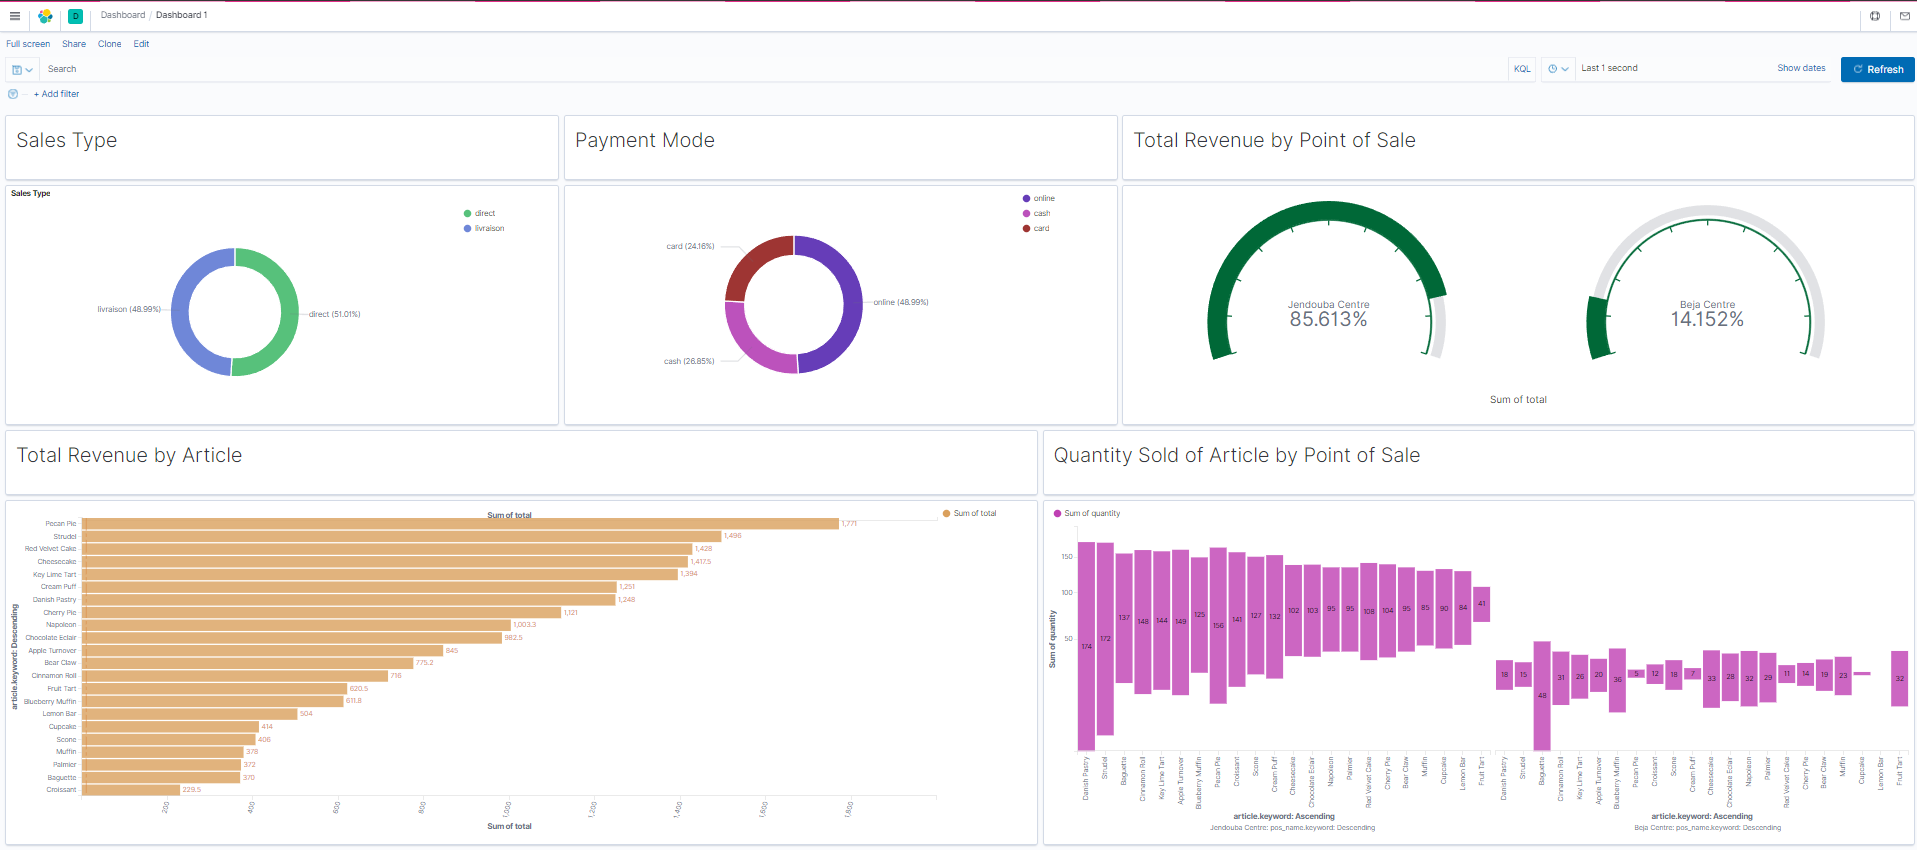 D Dashboard / Dashboard 1
Full screen Share Clone Edit
Search KQL Last 1 second Show dates Refresh
+ Add filter
Sales Type
Payment Mode
Total Revenue by Point of Sale
Sales Type
direct
livraison
livraison (48.99%)
direct (51.01%)
online
cash
card
card (24.16%)
online (48.99%)
cash (26.85%)
Jendouba Centre
85.613%
Beja Centre
14.152%
Sum of total
Total Revenue by Article
Quantity Sold of Article by Point of Sale
Sum of total
Sum of total
Pecan Pie 1,771
Strudel 1,496
Red Velvet Cake 1,428
Cheesecake 1,417.5
Key Lime Tart 1,394
Cream Puff 1,251
Danish Pastry 1,248
Cherry Pie 1,121
Napoleon 1,003.3
Chocolate Eclair 982.5
Apple Turnover 845
Bear Claw 775.2
Cinnamon Roll 716
Fruit Tart 620.5
Blueberry Muffin 611.8
Lemon Bar 504
Cupcake 414
Scone 406
Muffin 378
Palmier 372
Baguette 370
Croissant 229.5
article.keyword: Descending
200 400 600 800 1,000 1,200 1,400 1,600 1,800
Sum of total
Sum of quantity
Sum of quantity
150
100
50
174 172 137 148 144 149 125 156 141 127 132 102 103 95 95 108 104 95 85 90 84 41
18 15 48 31 26 20 36 5 12 18 7 33 28 32 29 11 14 19 23 32
Danish Pastry Strudel Baguette Cinnamon Roll Key Lime Tart Apple Turnover Blueberry Muffin Pecan Pie Croissant Scone Cream Puff Cheesecake Chocolate Eclair Napoleon Palmier Red Velvet Cake Cherry Pie Bear Claw Muffin Cupcake Lemon Bar Fruit Tart
Danish Pastry Strudel Baguette Cinnamon Roll Key Lime Tart Apple Turnover Blueberry Muffin Pecan Pie Croissant Scone Cream Puff Cheesecake Chocolate Eclair Napoleon Palmier Red Velvet Cake Cherry Pie Bear Claw Muffin Cupcake Lemon Bar Fruit Tart
article.keyword: Ascending
Jendouba Centre: pos_name.keyword: Descending
article.keyword: Ascending
Beja Centre: pos_name.keyword: Descending